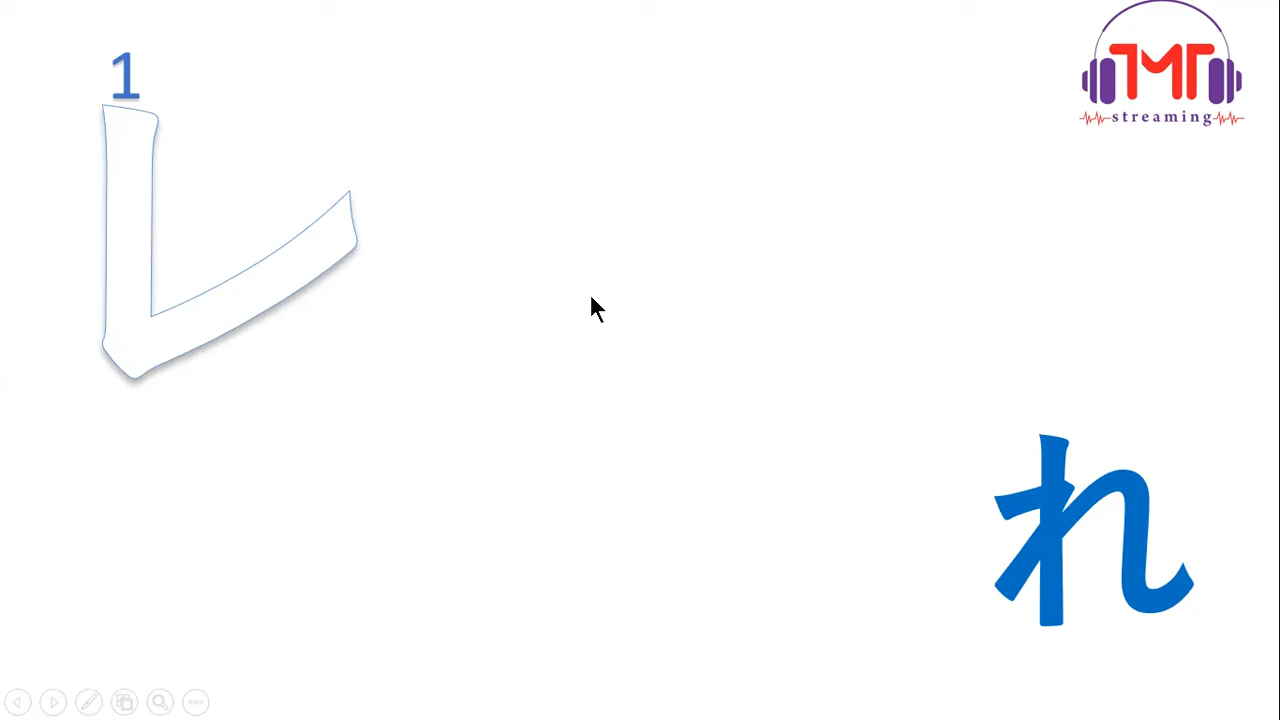 1
レ
TMT
streaming
れ